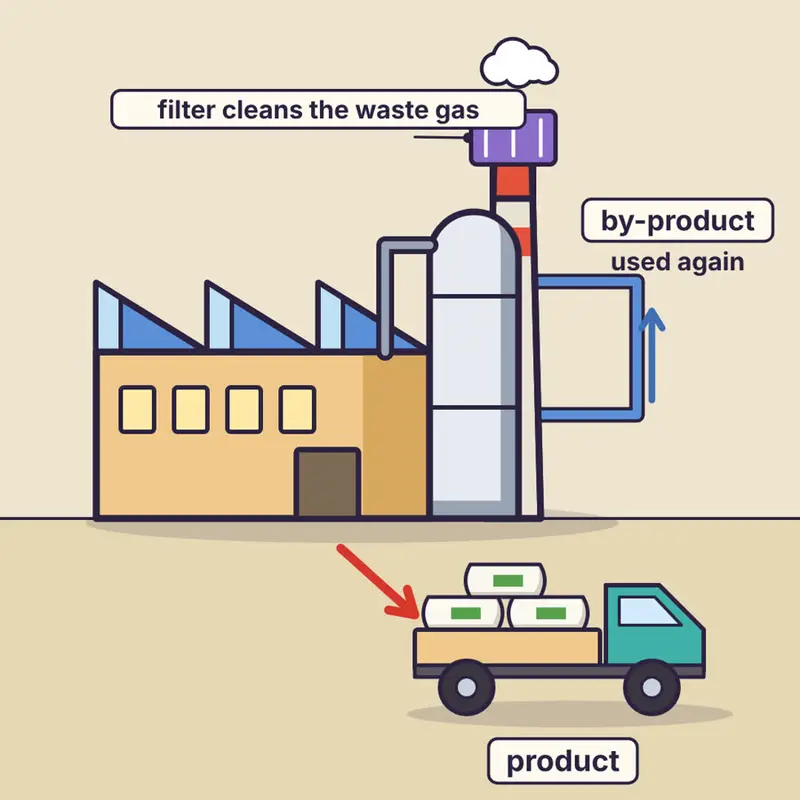 filter cleans the waste gas
by-product
used again
product